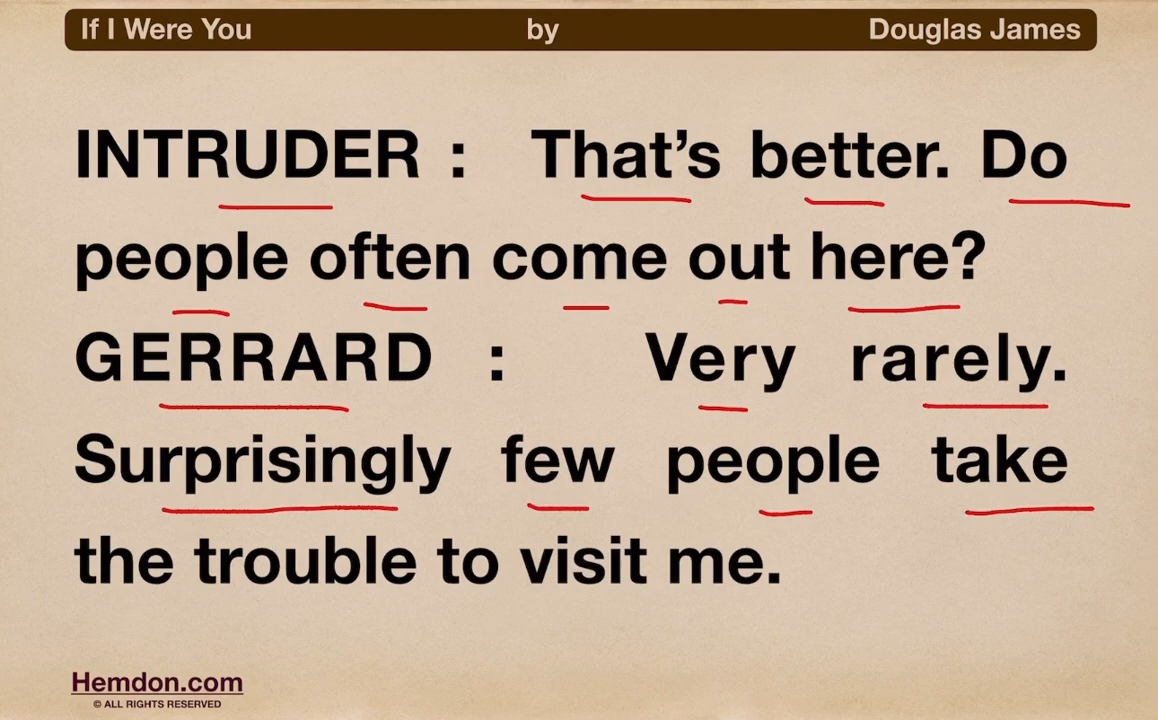 If I Were You by Douglas James
INTRUDER : That’s better. Do
people often come out here?
GERRARD : Very rarely.
Surprisingly few people take
the trouble to visit me.
Hemdon.com
© ALL RIGHTS RESERVED